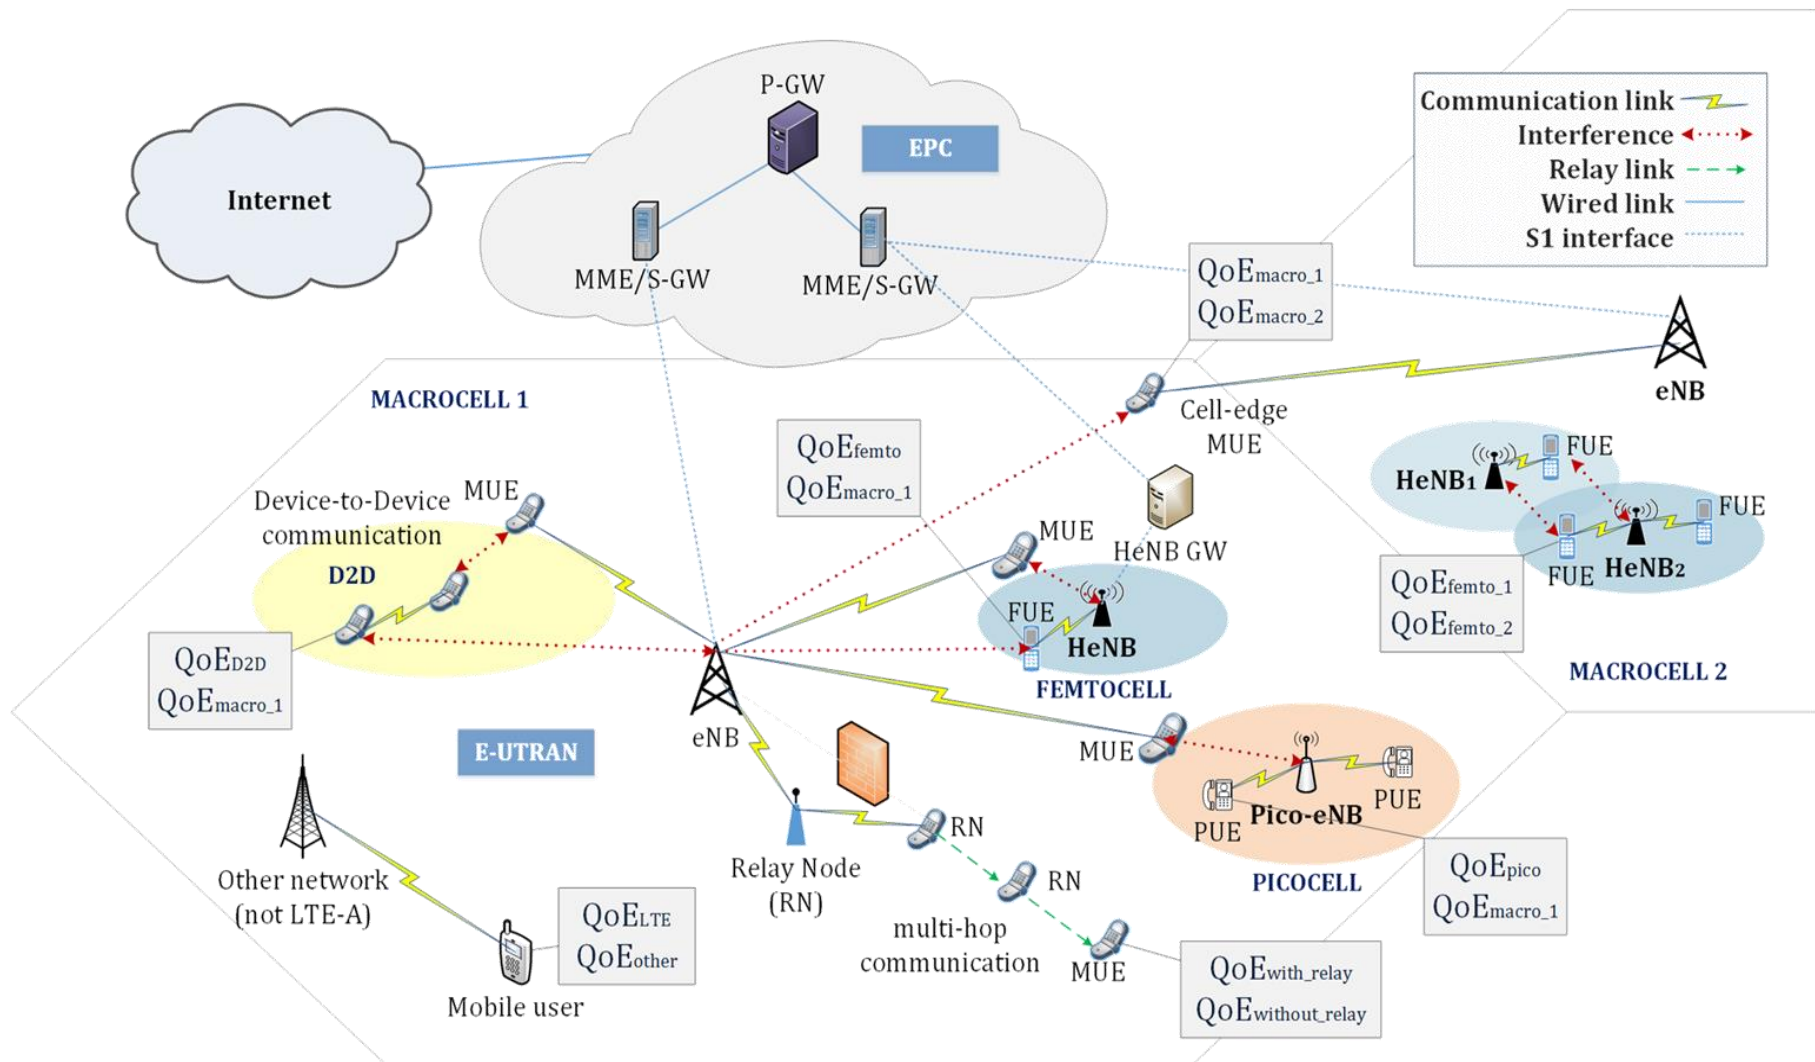 P-GW
EPC
Internet
MME/S-GW
MME/S-GW
Communication link
Interference
Relay link
Wired link
S1 interface
QoEmacro_1
QoEmacro_2
eNB
MACROCELL 1
Cell-edge
MUE
QoEfemto
QoEmacro_1
FUE
HeNB1
FUE
HeNB2
FUE
QoEfemto_1
QoEfemto_2
MACROCELL 2
Device-to-Device
communication
MUE
D2D
QoED2D
QoEmacro_1
MUE
HeNB GW
FUE
HeNB
FEMTOCELL
eNB
E-UTRAN
MUE
PUE
Pico-eNB
PUE
PICOCELL
QoEpico
QoEmacro_1
Other network
(not LTE-A)
QoELTE
QoEother
Mobile user
Relay Node
(RN)
RN
RN
multi-hop
communication
MUE
QoEwith_relay
QoEwithout_relay